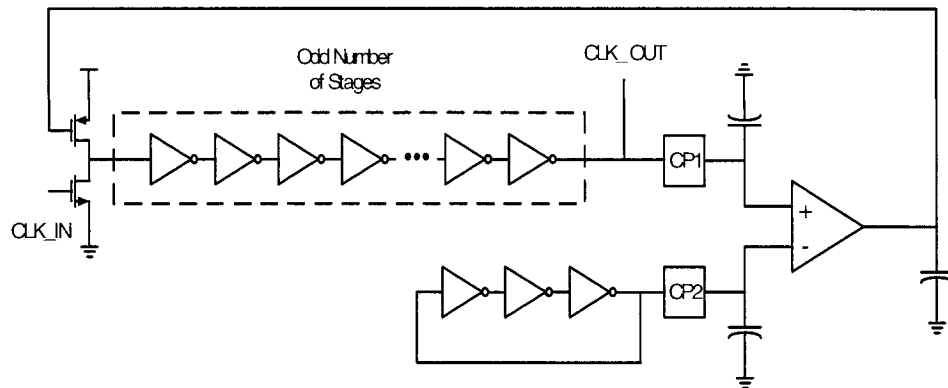 Odd Number
of Stages
CLK_OUT
CP1
+
-
CLK_IN
CP2